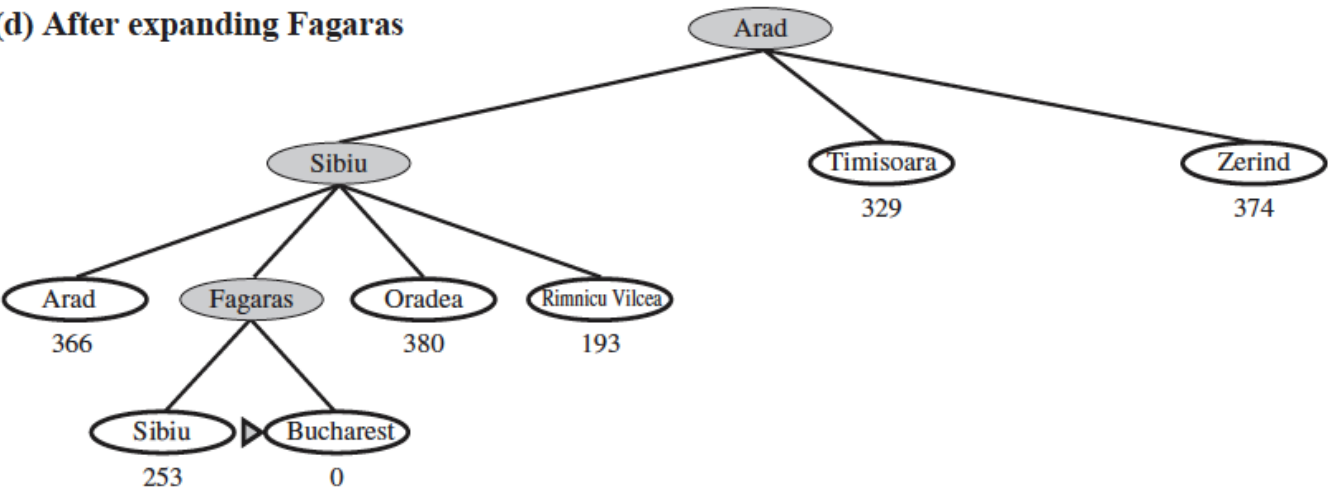 (d) After expanding Fagaras
Arad
Sibiu
Timisoara
Zerind
329
374
Arad
Fagaras
Oradea
Rimnicu Vilcea
366
380
193
Sibiu
Bucharest
253
0